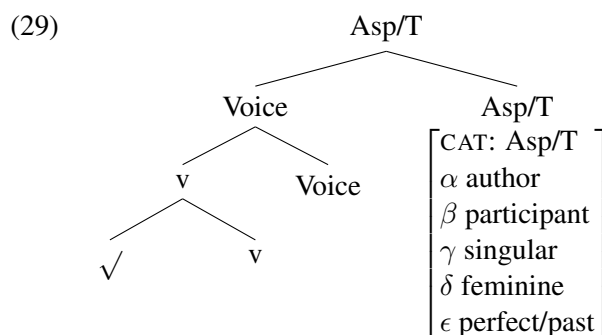 (29)
Asp/T
Voice Asp/T
v Voice
√ v
CAT: Asp/T
α author
β participant
γ singular
δ feminine
ϵ perfect/past